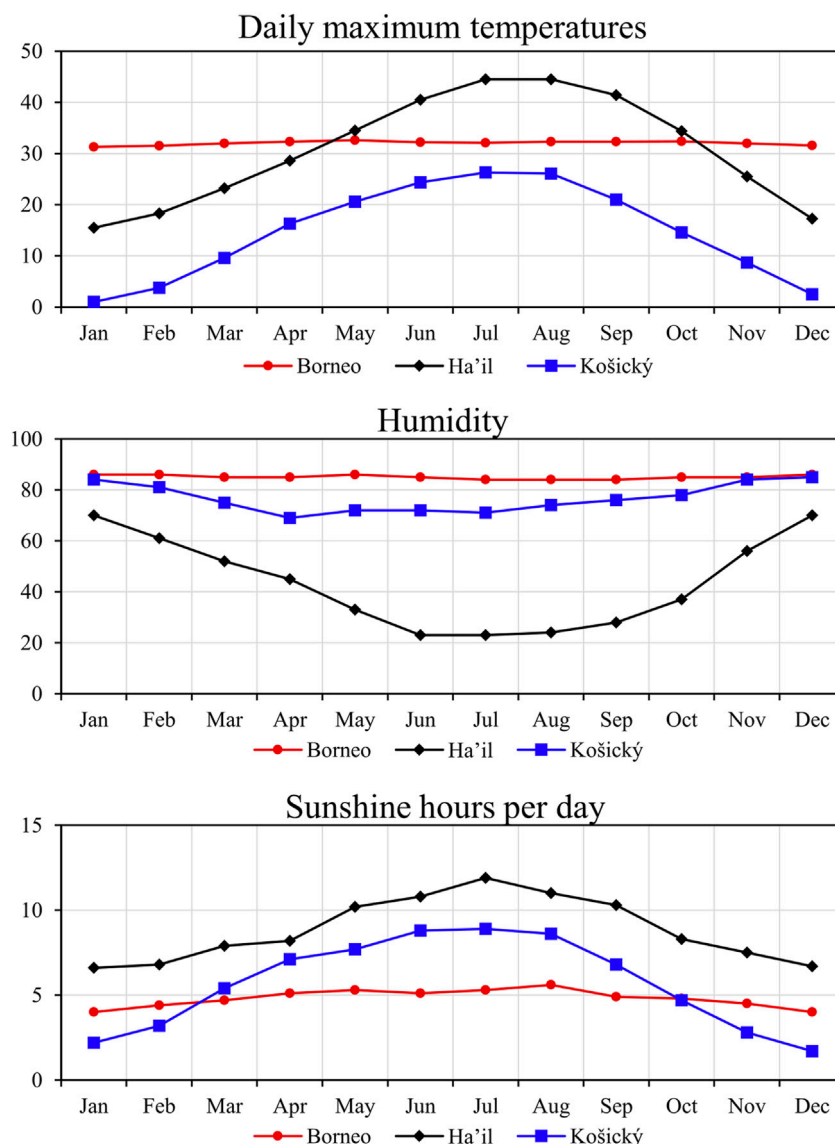 Daily maximum temperatures
50
40
30
20
10
0
Jan Feb Mar Apr May Jun Jul Aug Sep Oct Nov Dec
Borneo Ha’il Košický
Humidity
100
80
60
40
20
0
Jan Feb Mar Apr May Jun Jul Aug Sep Oct Nov Dec
Borneo Ha’il Košický
Sunshine hours per day
15
10
5
0
Jan Feb Mar Apr May Jun Jul Aug Sep Oct Nov Dec
Borneo Ha’il Košický